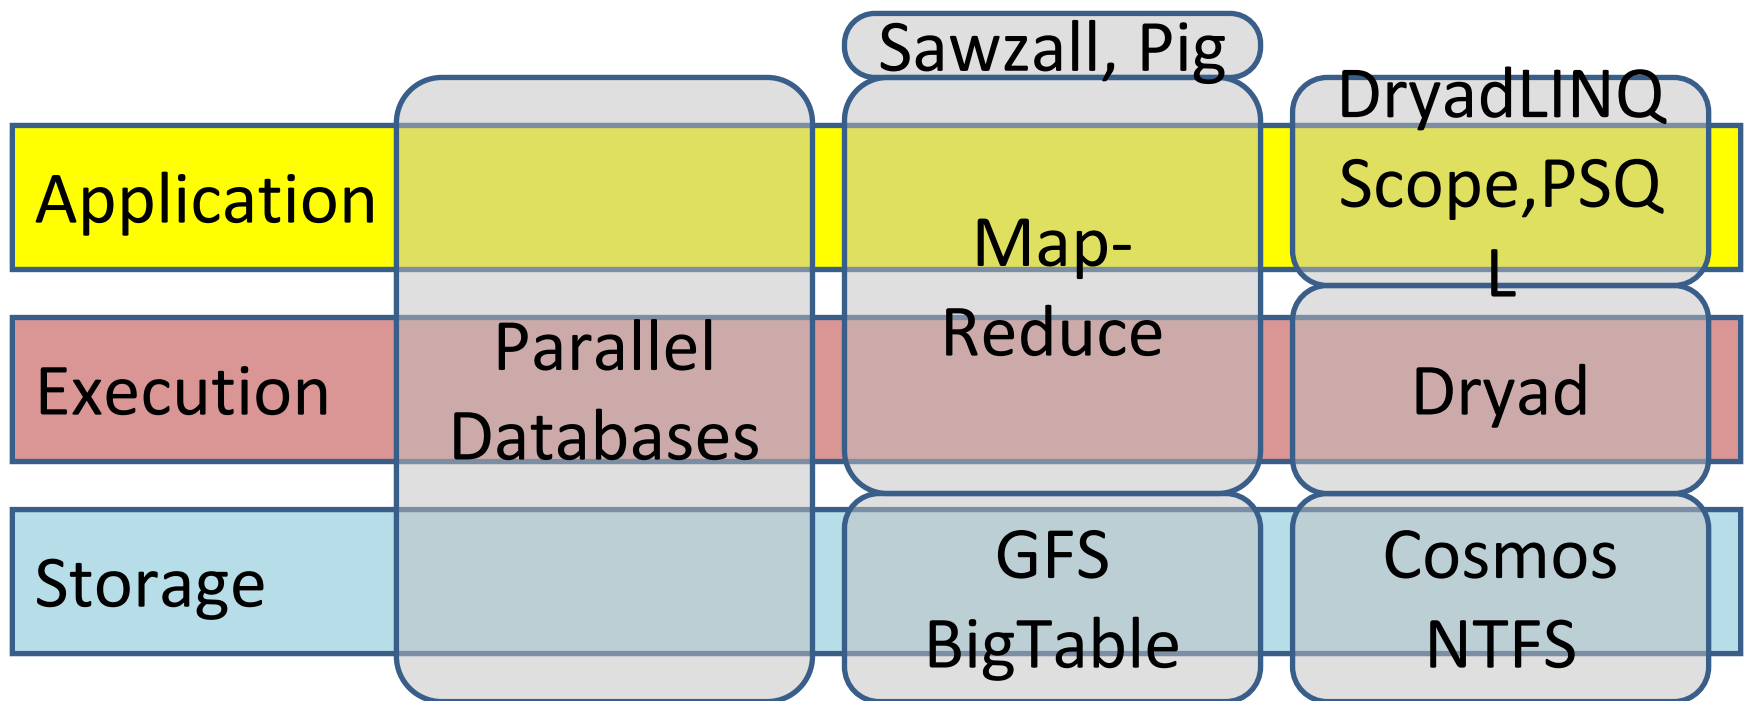 Sawzall, Pig
DryadLINQ
Scope,PSQ
L
Application
Map-
Reduce
Parallel
Databases
Execution
Dryad
Storage
GFS
BigTable
Cosmos
NTFS